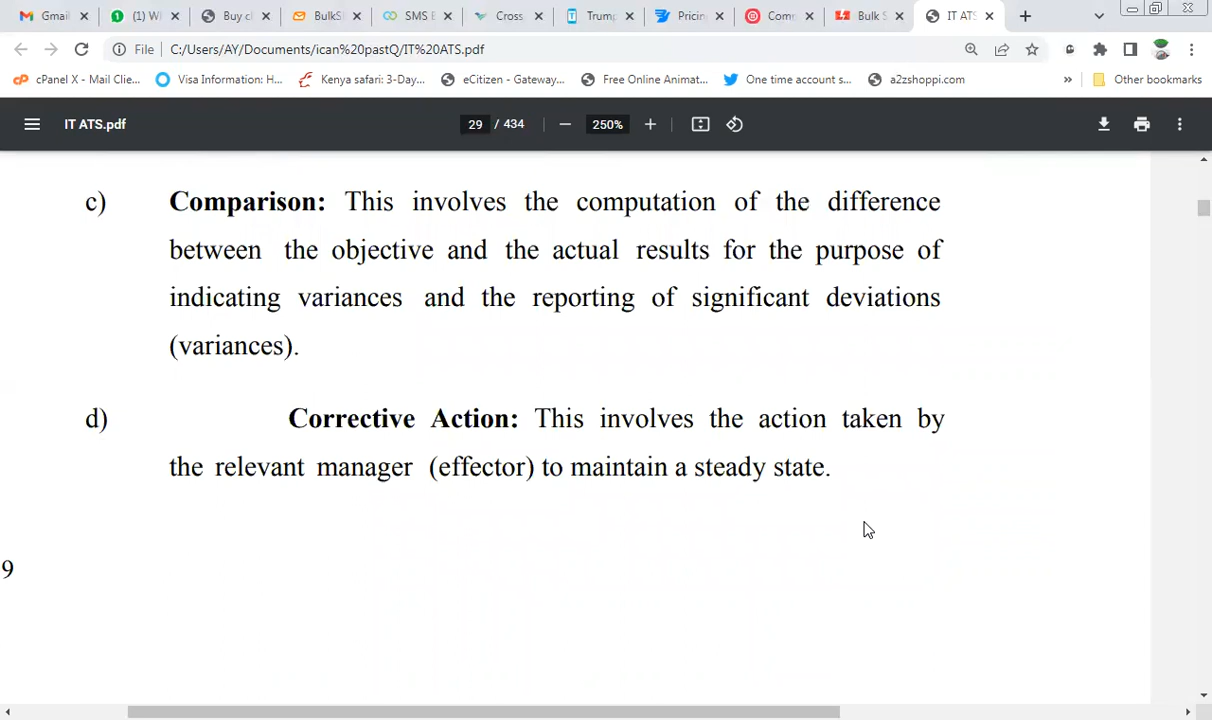 Gmail
(1) W
Buy c
BulkS
SMS E
Cross
Trump
Pricin
Comm
Bulk S
IT ATS
File
C:/Users/AY/Documents/ican%20pastQ/IT%20ATS.pdf
cPanel X - Mail Clie...
Visa Information: H...
Kenya safari: 3-Day...
eCitizen - Gateway...
Free Online Animat...
One time account s...
a2zshoppi.com
»
Other bookmarks
IT ATS.pdf
29 / 434
250%
c) Comparison: This involves the computation of the difference
between the objective and the actual results for the purpose of
indicating variances and the reporting of significant deviations
(variances).
d) Corrective Action: This involves the action taken by
the relevant manager (effector) to maintain a steady state.
9